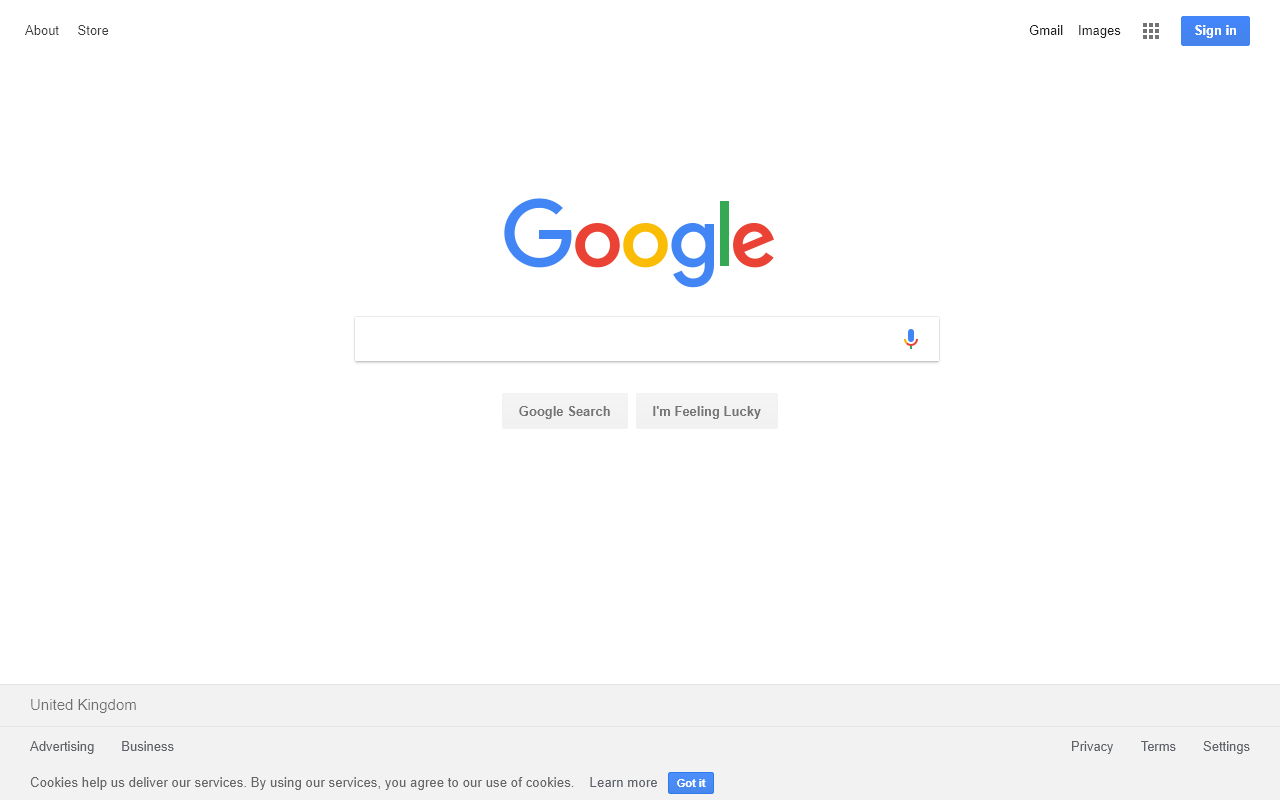 About Store Gmail Images Sign in
Google
Google Search I'm Feeling Lucky
United Kingdom
Advertising Business Privacy Terms Settings
Cookies help us deliver our services. By using our services, you agree to our use of cookies. Learn more Got it